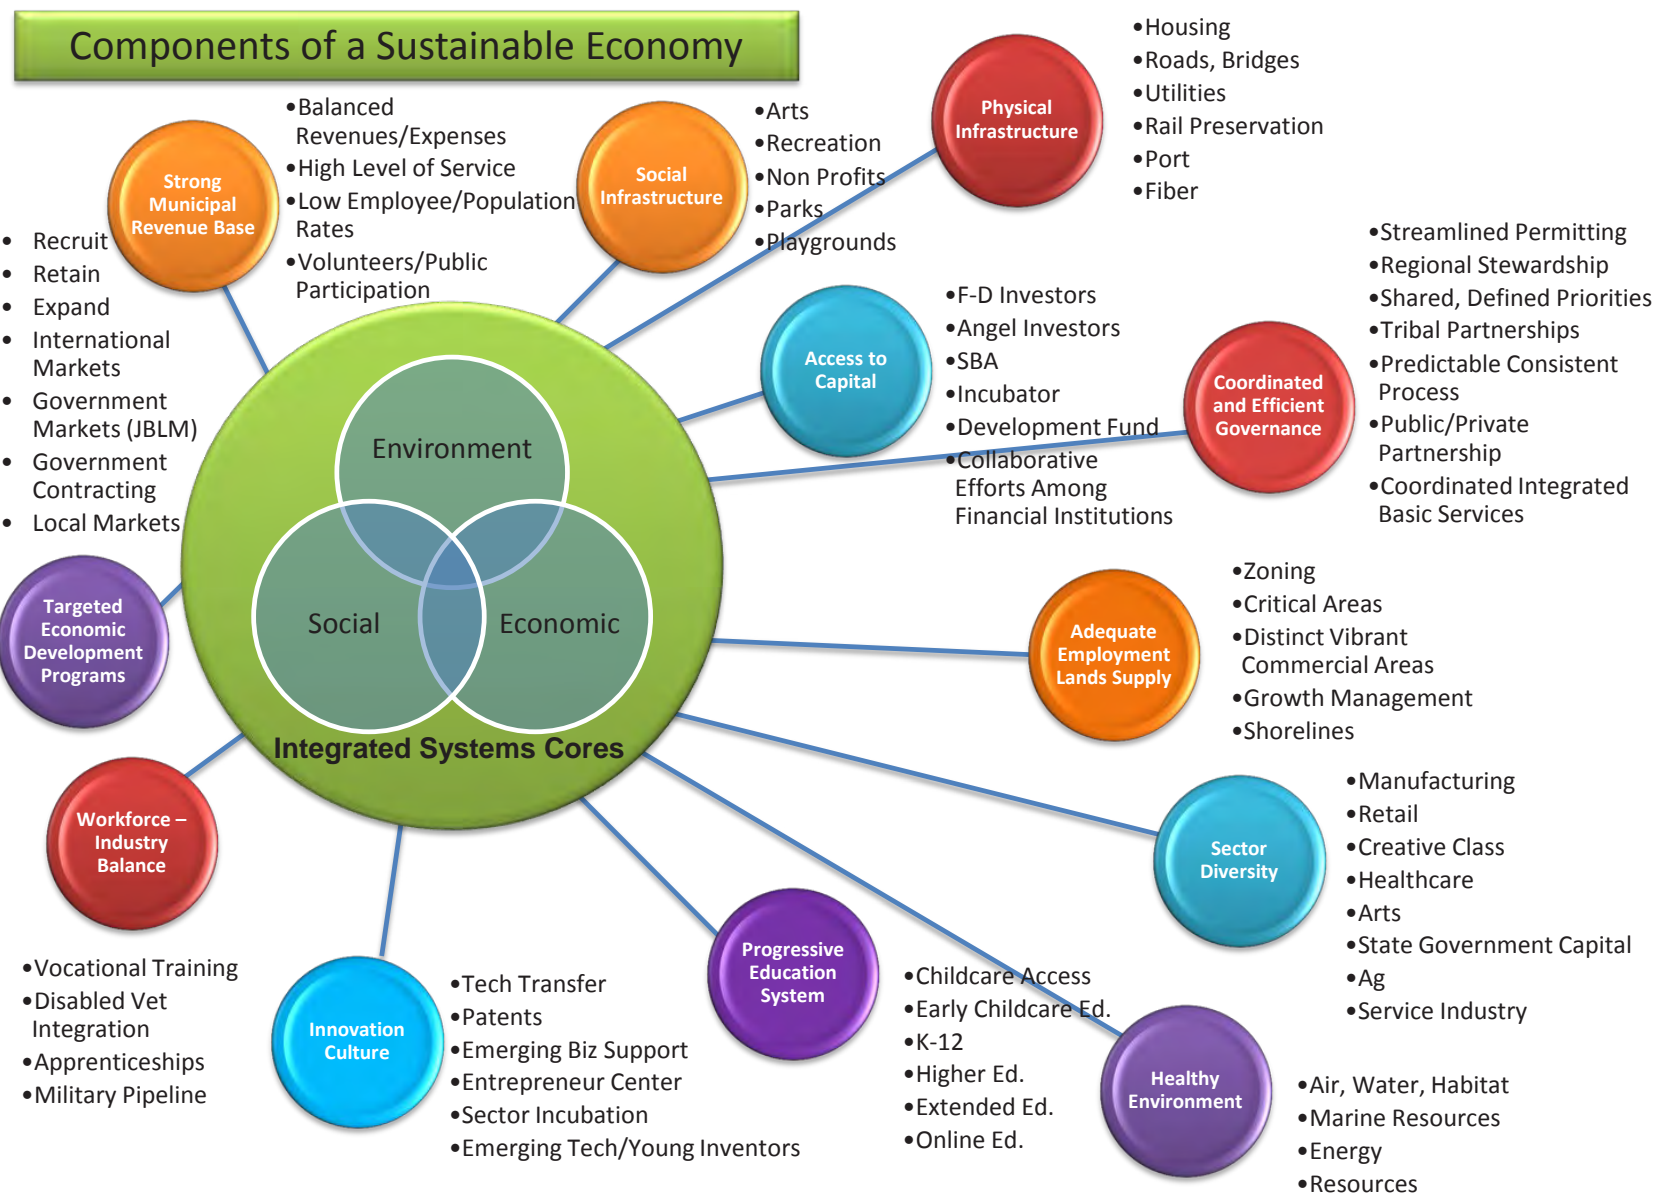 Components of a Sustainable Economy
Strong
Municipal
Revenue Base
•Balanced
Revenues/Expenses
•High Level of Service
•Low Employee/Population
Rates
•Volunteers/Public
Participation
Social
Infrastructure
•Arts
•Recreation
•Non Profits
•Parks
•Playgrounds
Physical
Infrastructure
•Housing
•Roads, Bridges
•Utilities
•Rail Preservation
•Port
•Fiber
Access to
Capital
•F-D Investors
•Angel Investors
•SBA
•Incubator
•Development Fund
•Collaborative
Efforts Among
Financial Institutions
Coordinated
and Efficient
Governance
•Streamlined Permitting
•Regional Stewardship
•Shared, Defined Priorities
•Tribal Partnerships
•Predictable Consistent
Process
•Public/Private
Partnership
•Coordinated Integrated
Basic Services
• Recruit
• Retain
• Expand
• International
Markets
• Government
Markets (JBLM)
• Government
Contracting
• Local Markets
Targeted
Economic
Development
Programs
Environment
Social
Economic
Integrated Systems Cores
Adequate
Employment
Lands Supply
•Zoning
•Critical Areas
•Distinct Vibrant
Commercial Areas
•Growth Management
•Shorelines
Workforce –
Industry
Balance
•Vocational Training
•Disabled Vet
Integration
•Apprenticeships
•Military Pipeline
Innovation
Culture
•Tech Transfer
•Patents
•Emerging Biz Support
•Entrepreneur Center
•Sector Incubation
•Emerging Tech/Young Inventors
Progressive
Education
System
•Childcare Access
•Early Childcare Ed.
•K-12
•Higher Ed.
•Extended Ed.
•Online Ed.
Sector
Diversity
•Manufacturing
•Retail
•Creative Class
•Healthcare
•Arts
•State Government Capital
•Ag
•Service Industry
Healthy
Environment
•Air, Water, Habitat
•Marine Resources
•Energy
•Resources